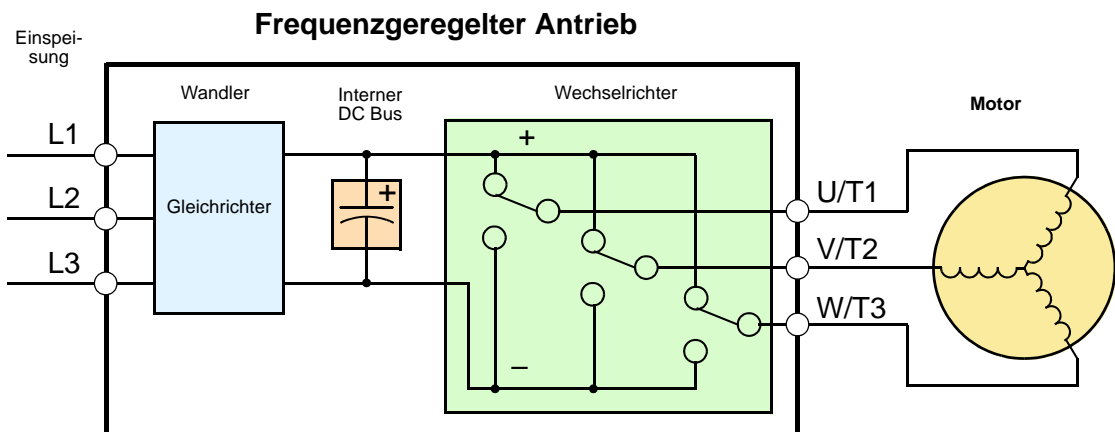 Frequenzgeregelter Antrieb
Einspei-
sung
Wandler
Interner
DC Bus
Wechselrichter
Motor
L1
L2
L3
Gleichrichter
+
+
–
U/T1
V/T2
W/T3